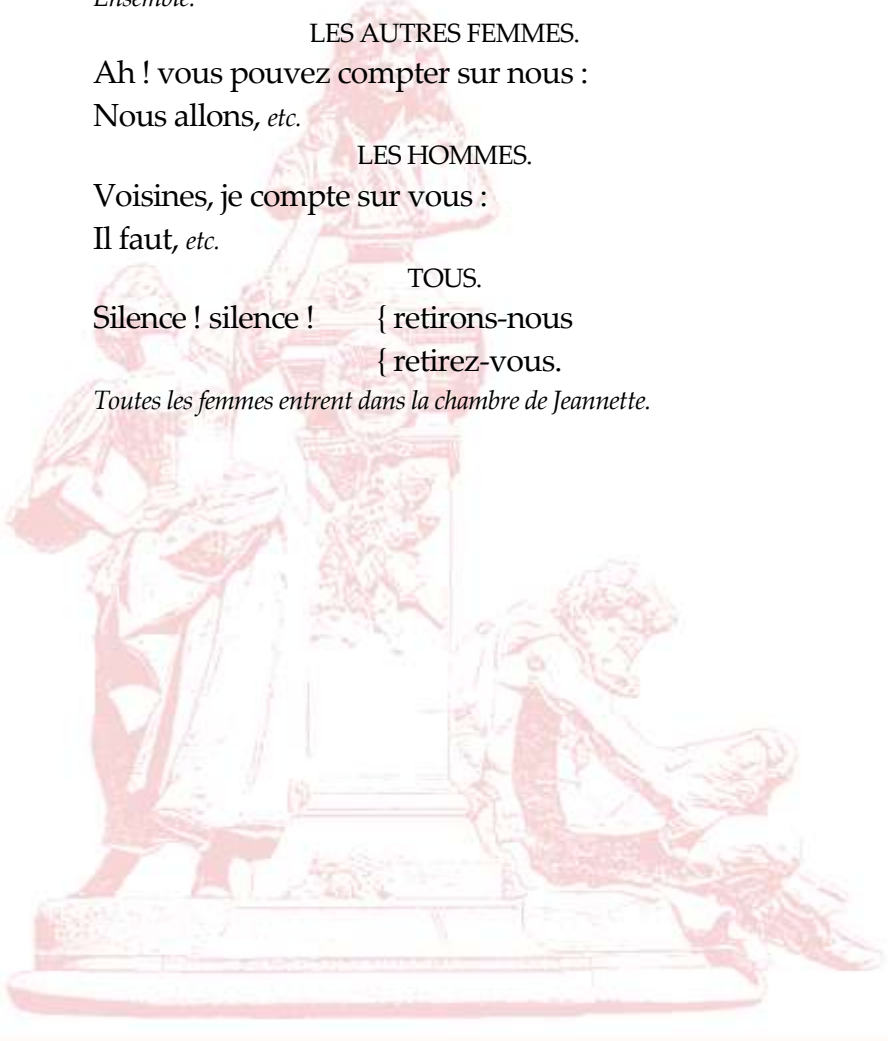 Ensemble.
LES AUTRES FEMMES.
Ah ! vous pouvez compter sur nous :
Nous allons, etc.
LES HOMMES.
Voisines, je compte sur vous :
Il faut, etc.
TOUS.
Silence ! silence ! { retirons-nous
{ retirez-vous.
Toutes les femmes entrent dans la chambre de Jeannette.